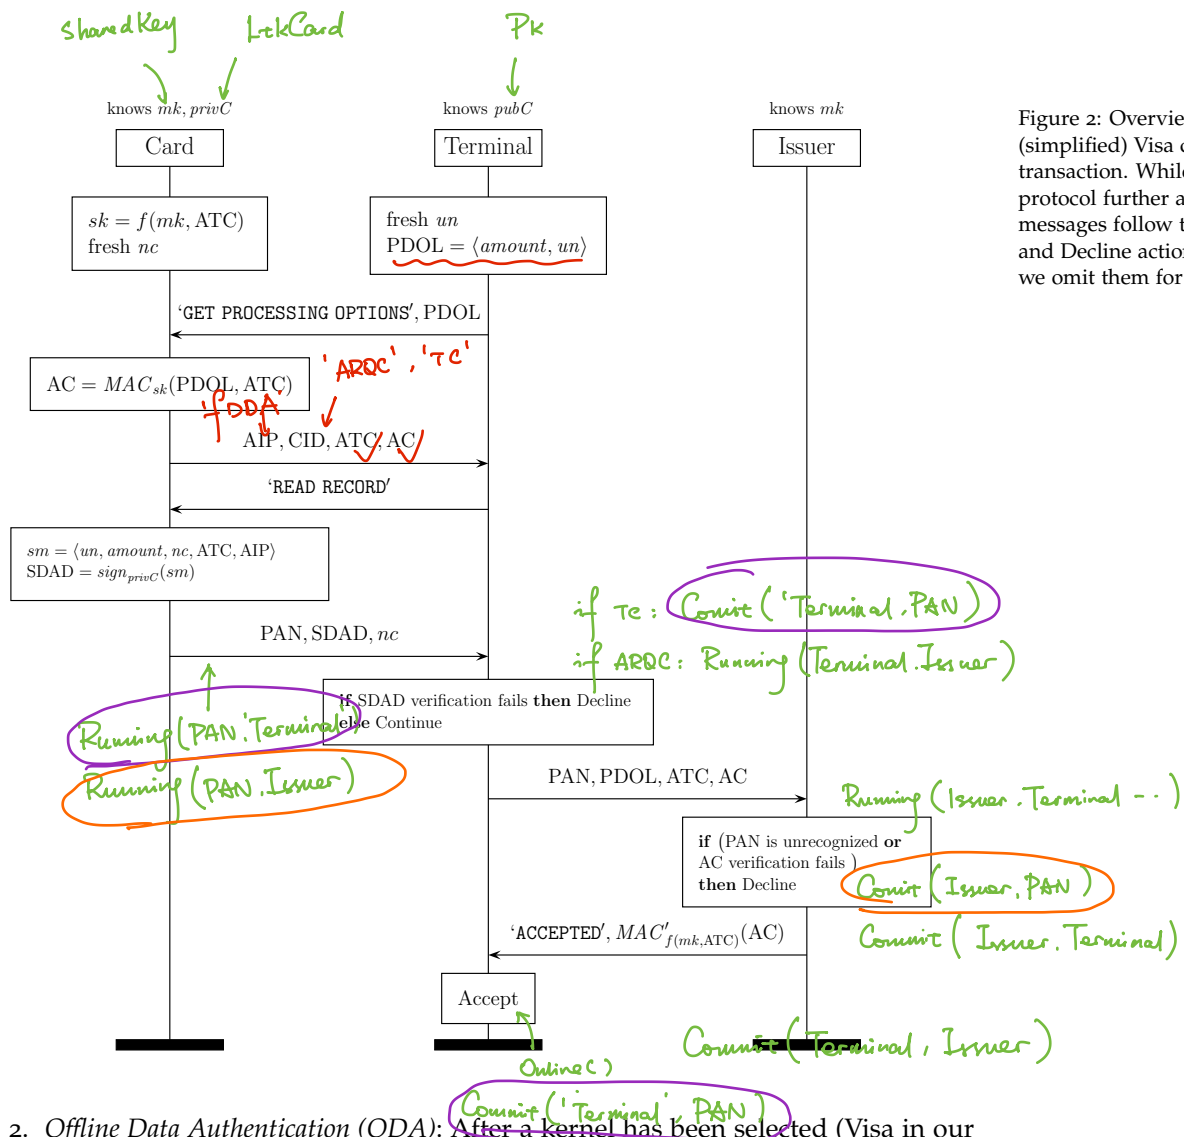 sharedKey LtkCard Pk
knows mk, privC
knows pubC
knows mk
Card
Terminal
Issuer
Figure 2: Overvie
(simplified) Visa c
transaction. While
protocol further a
messages follow t
and Decline action
we omit them for
sk = f(mk, ATC)
fresh nc
fresh un
PDOL = ⟨amount, un⟩
'GET PROCESSING OPTIONS', PDOL
AC = MAC_sk(PDOL, ATC)
'ARQC', 'TC'
'if DDA'
AIP, CID, ATC, AC
'READ RECORD'
sm = ⟨un, amount, nc, ATC, AIP⟩
SDAD = sign_privC(sm)
if TC: Comit('Terminal, PAN)
PAN, SDAD, nc
if ARQC: Running(Terminal.Issuer)
if SDAD verification fails then Decline
else Continue
Running(PAN, 'Terminal')
Running(PAN, Issuer)
PAN, PDOL, ATC, AC
Running(Issuer.Terminal --)
if (PAN is unrecognized or
AC verification fails )
then Decline
Comit(Issuer, PAN)
Commit(Issuer.Terminal)
'ACCEPTED', MAC'_f(mk,ATC)(AC)
Accept
Commit(Terminal, Issuer)
Online()
Commit('Terminal', PAN)
2. Offline Data Authentication (ODA): After a kernel has been selected (Visa in our